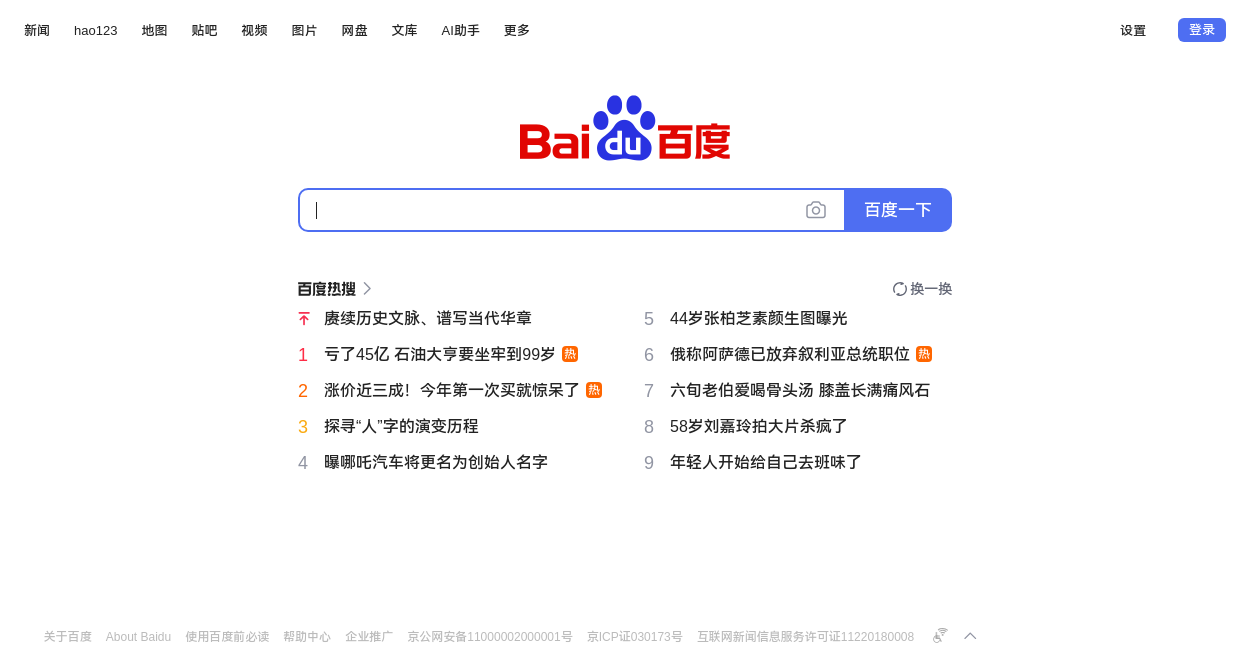 新闻 hao123 地图 贴吧 视频 图片 网盘 文库 AI助手 更多 设置 登录
Bai du 百度
百度一下
百度热搜 换一换
赓续历史文脉、谱写当代华章
1 亏了45亿 石油大亨要坐牢到99岁 热
2 涨价近三成！今年第一次买就惊呆了 热
3 探寻“人”字的演变历程
4 曝哪吒汽车将更名为创始人名字
5 44岁张柏芝素颜生图曝光
6 俄称阿萨德已放弃叙利亚总统职位 热
7 六旬老伯爱喝骨头汤 膝盖长满痛风石
8 58岁刘嘉玲拍大片杀疯了
9 年轻人开始给自己去班味了
关于百度 About Baidu 使用百度前必读 帮助中心 企业推广 京公网安备11000002000001号 京ICP证030173号 互联网新闻信息服务许可证11220180008